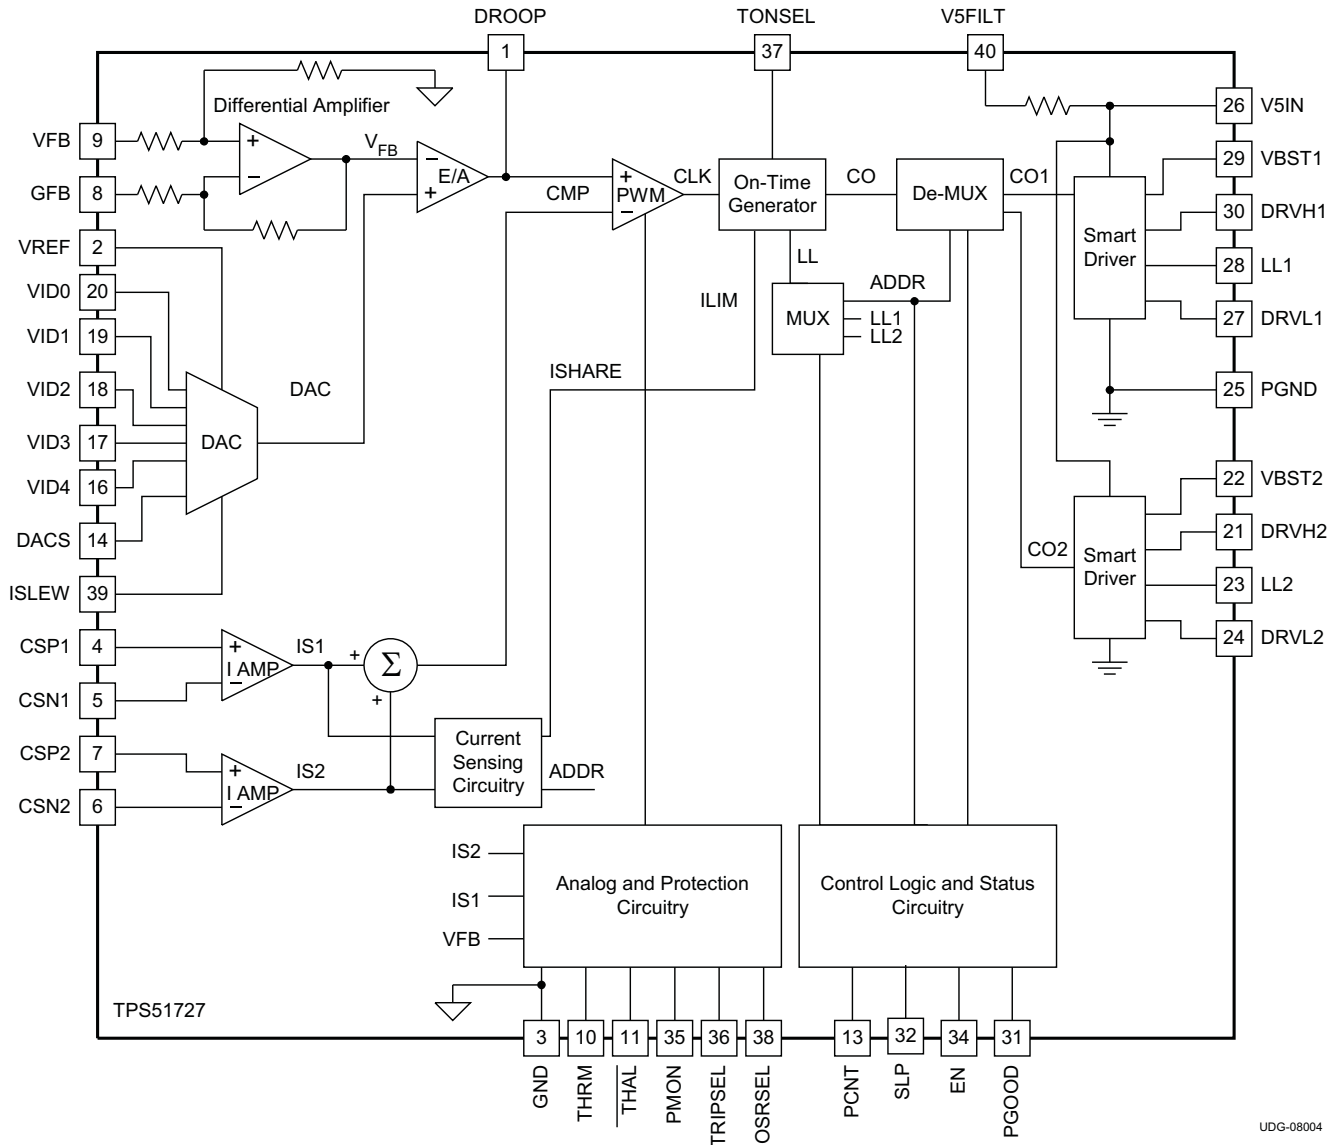 DROOP
TONSEL
V5FILT
1
37
40
Differential Amplifier
VFB 9
+
−
GFB 8
VFB
−
E/A
+
CMP
+
PWM
−
CLK
On-Time
Generator
CO
De-MUX
CO1
CO2
26 V5IN
29 VBST1
30 DRVH1
28 LL1
27 DRVL1
25 PGND
Smart
Driver
22 VBST2
21 DRVH2
23 LL2
24 DRVL2
Smart
Driver
LL
MUX
ADDR
LL1
LL2
ILIM
ISHARE
VREF 2
VID0 20
VID1 19
VID2 18
VID3 17
VID4 16
DACS 14
ISLEW 39
DAC
DAC
CSP1 4
CSN1 5
+
I AMP
−
IS1
+
Σ
+
CSP2 7
CSN2 6
+
I AMP
−
IS2
Current
Sensing
Circuitry
ADDR
IS2
IS1
VFB
Analog and Protection
Circuitry
Control Logic and Status
Circuitry
TPS51727
3
10
11
35
36
38
13
32
34
31
GND
THRM
THAL
PMON
TRIPSEL
OSRSEL
PCNT
SLP
EN
PGOOD
UDG-08004